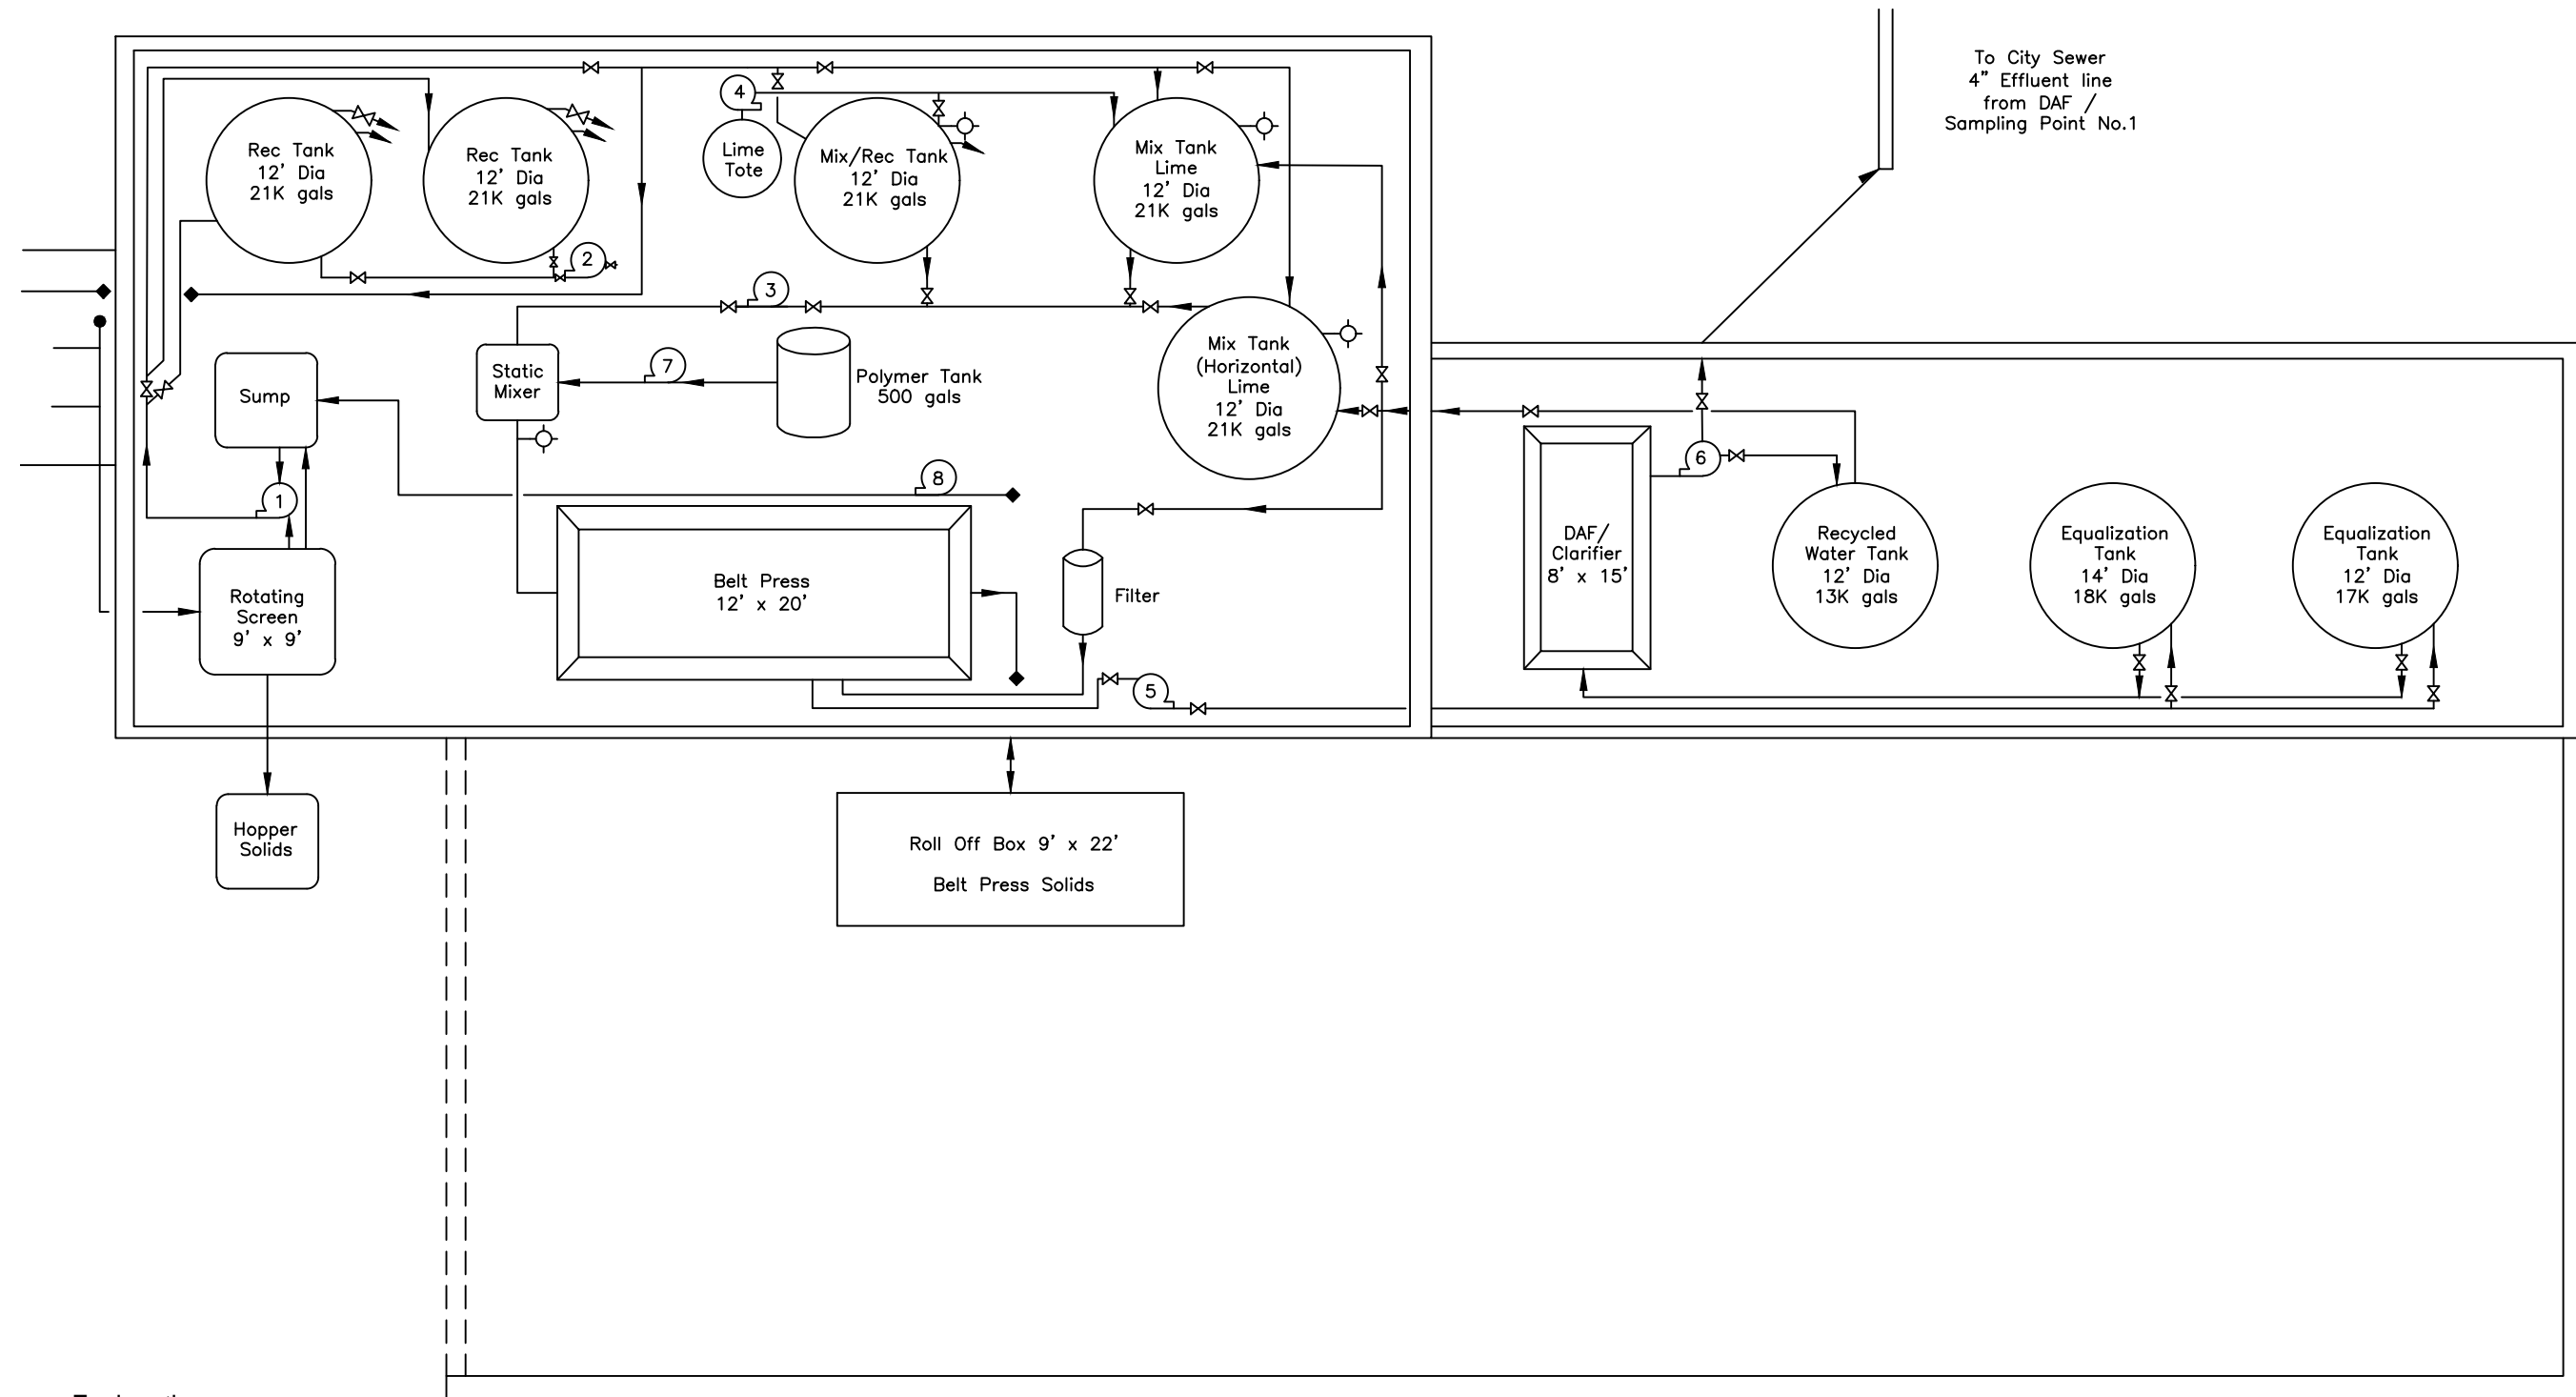 To City Sewer
4" Effluent line
from DAF /
Sampling Point No.1
Rec Tank
12' Dia
21K gals
Rec Tank
12' Dia
21K gals
2
4
Lime
Tote
Mix/Rec Tank
12' Dia
21K gals
Mix Tank
Lime
12' Dia
21K gals
3
Mix Tank
(Horizontal)
Lime
12' Dia
21K gals
Sump
Static
Mixer
7
Polymer Tank
500 gals
1
8
6
Rotating
Screen
9' x 9'
Belt Press
12' x 20'
Filter
5
DAF/
Clarifier
8' x 15'
Recycled
Water Tank
12' Dia
13K gals
Equalization
Tank
14' Dia
18K gals
Equalization
Tank
12' Dia
17K gals
Hopper
Solids
Roll Off Box 9' x 22'
Belt Press Solids